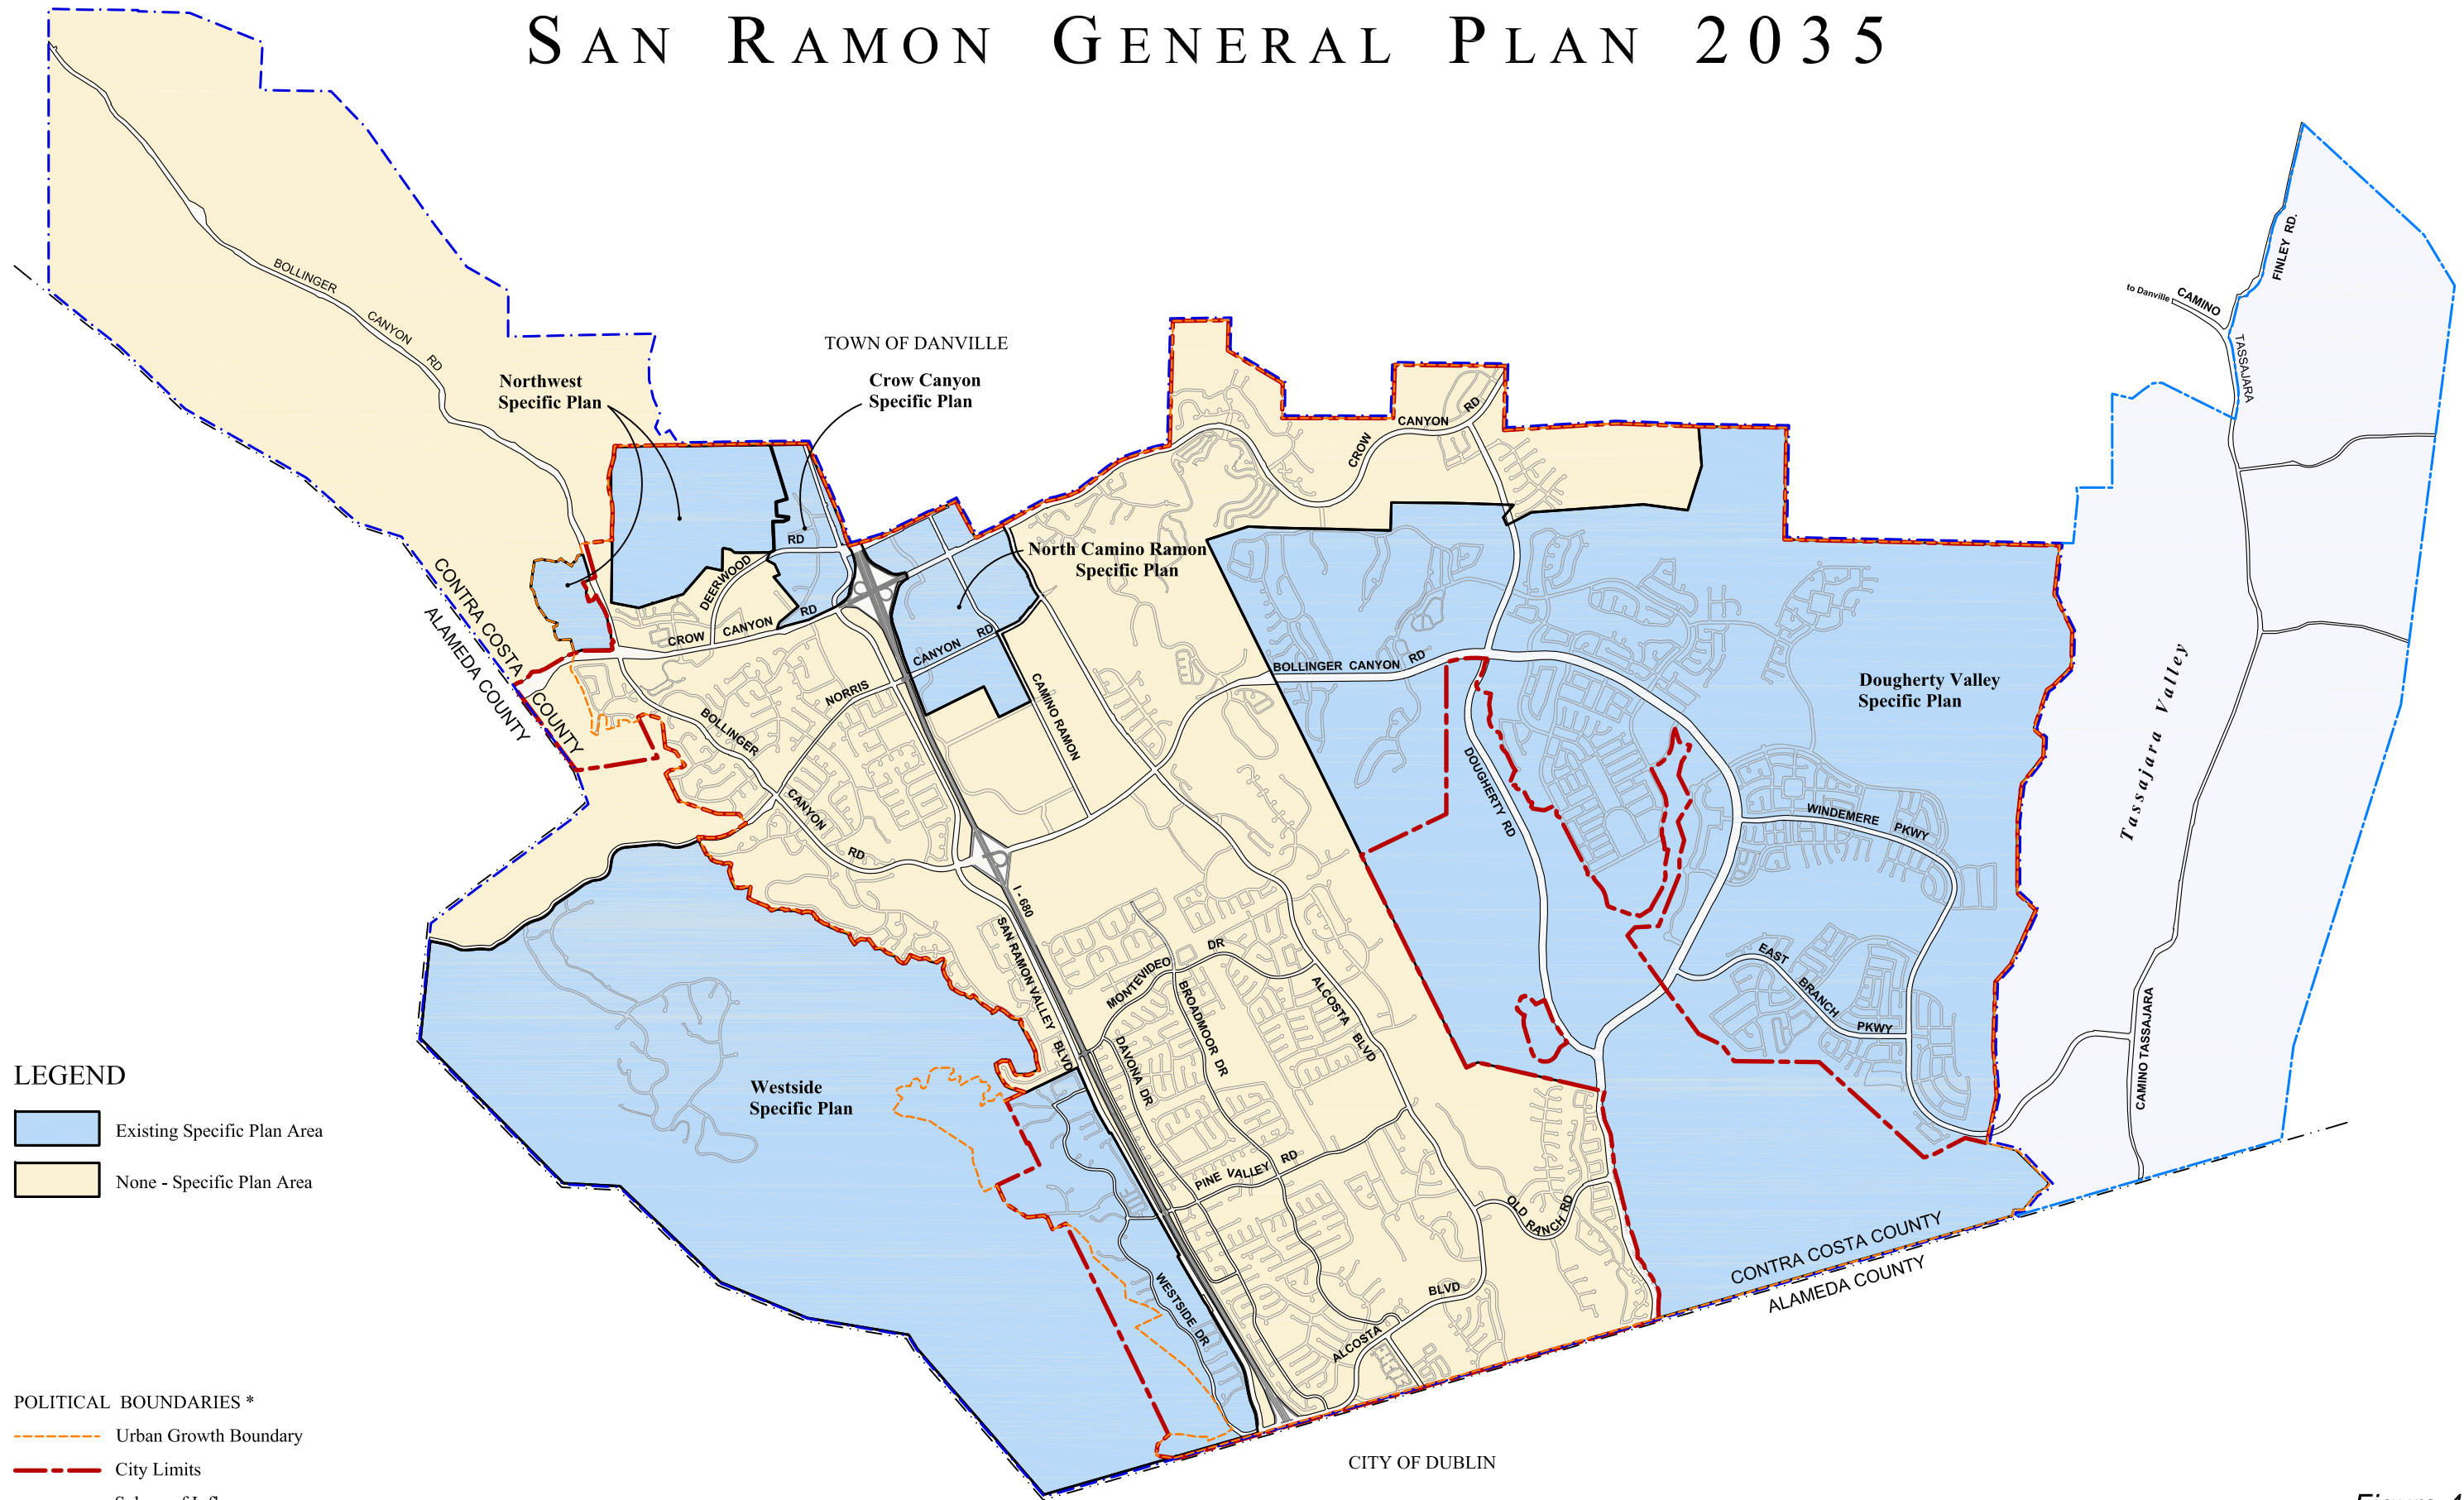 SAN RAMON GENERAL PLAN 2035
FINLEY RD.
to Danville
CAMINO
TASSAJARA
BOLLINGER
CANYON
RD
TOWN OF DANVILLE
Northwest
Specific Plan
Crow Canyon
Specific Plan
CROW
CANYON
RD
RD
DEERWOOD
North Camino Ramon
Specific Plan
CONTRA COSTA
COUNTY
ALAMEDA COUNTY
CROW
CANYON
RD
CANYON
RD
NORRIS
BOLLINGER
CANYON
RD
CAMINO RAMON
BOLLINGER CANYON RD
Dougherty Valley
Specific Plan
Tassajara Valley
DOUGHERTY RD
WINDEMERE
PKWY
I - 680
SAN RAMON VALLEY
BLVD
MONTEVIDEO
DR
BROADMOOR DR
ALCOSTA
BLVD
DAVONA DR
EAST
BRANCH
PKWY
CAMINO TASSAJARA
Westside
Specific Plan
PINE VALLEY RD
OLD RANCH RD
WESTSIDE DR
ALCOSTA
BLVD
CONTRA COSTA COUNTY
ALAMEDA COUNTY
CITY OF DUBLIN
LEGEND
Existing Specific Plan Area
None - Specific Plan Area
POLITICAL BOUNDARIES *
Urban Growth Boundary
City Limits